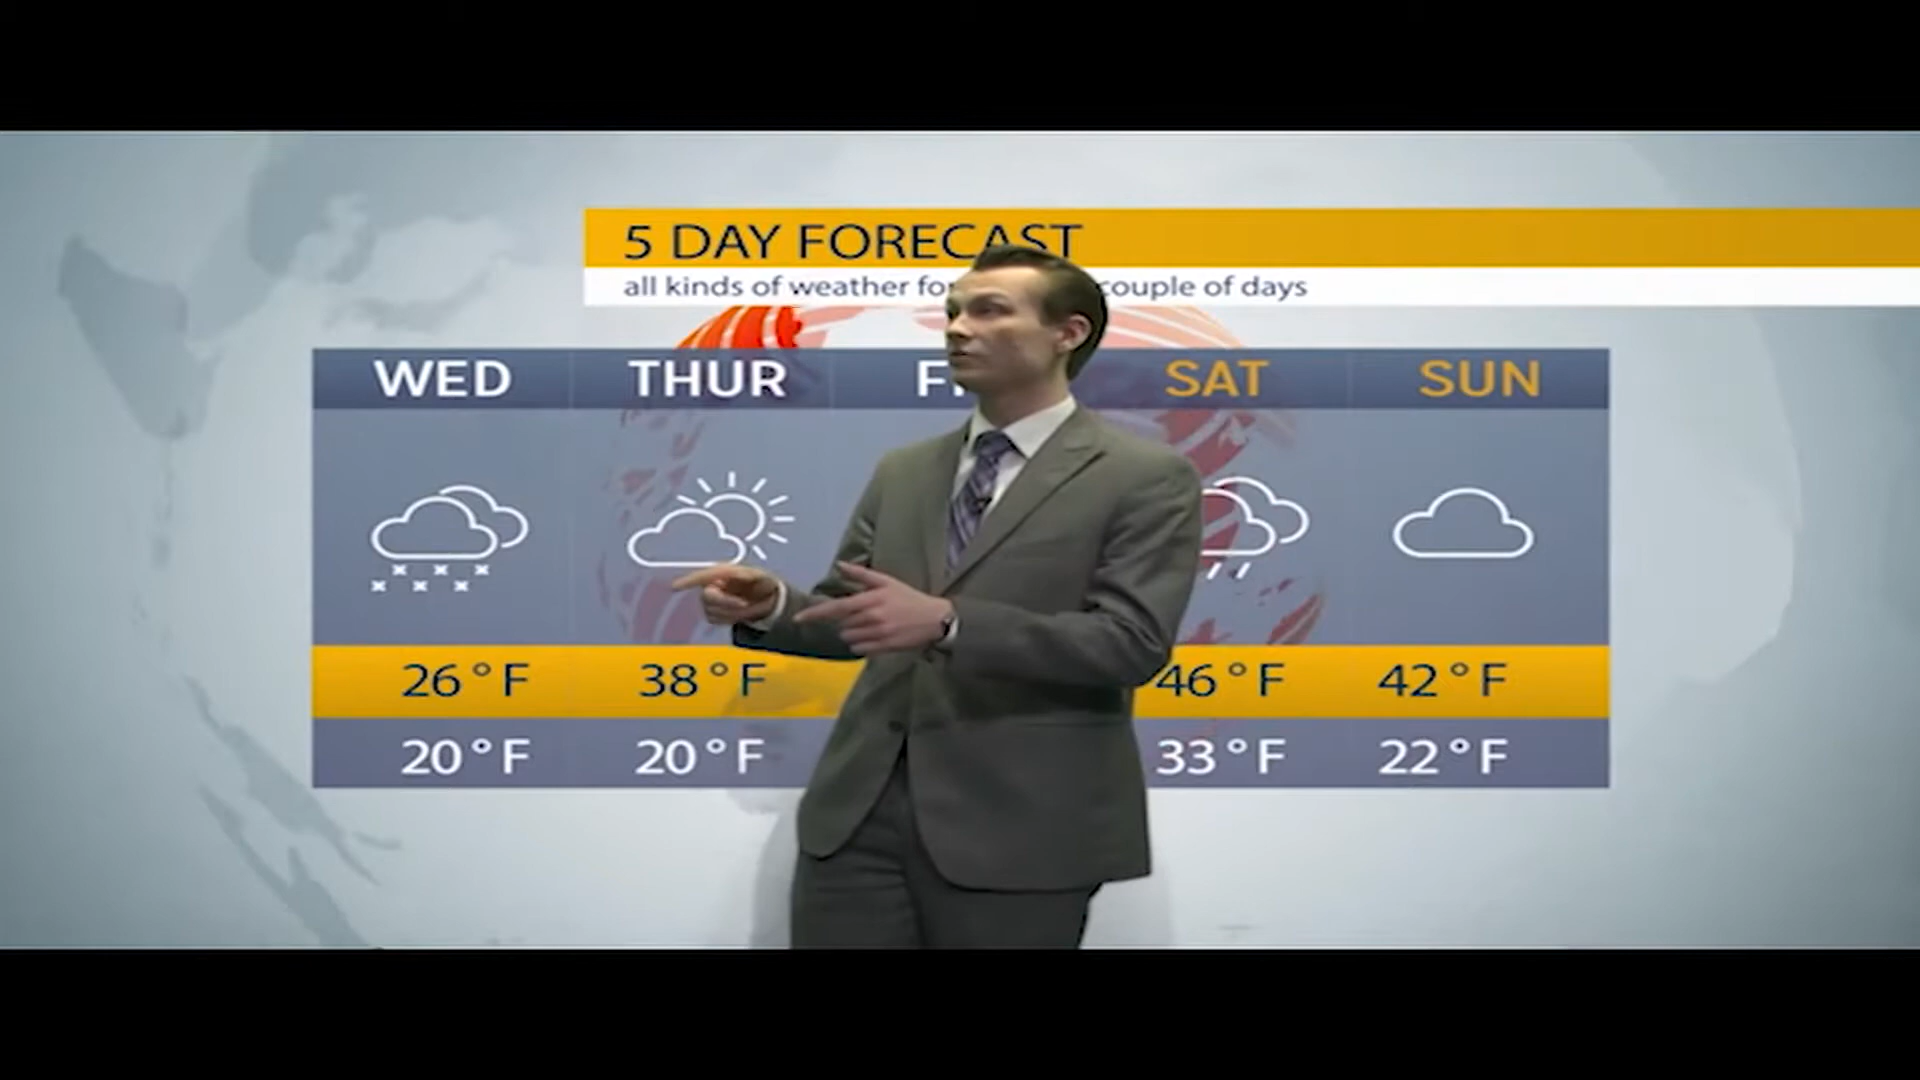 5 DAY FORECAST
all kinds of weather couple of days
WED THUR SAT SUN
26°F 38°F 46°F 42°F
20°F 20°F 33°F 22°F